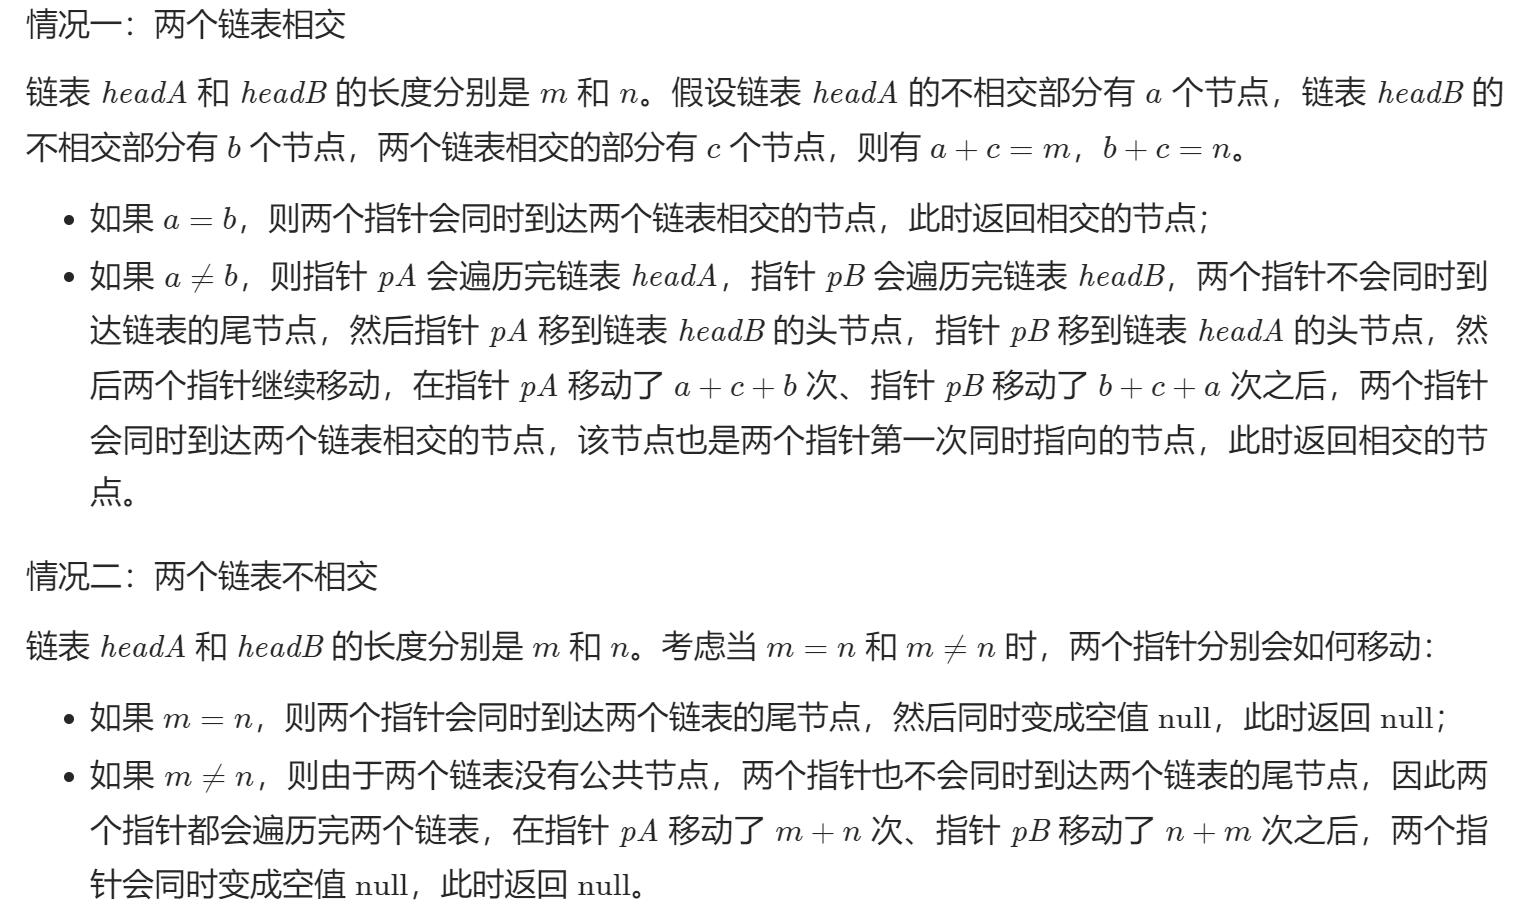 情况一：两个链表相交
链表 headA 和 headB 的长度分别是 m 和 n。假设链表 headA 的不相交部分有 a 个节点，链表 headB 的
不相交部分有 b 个节点，两个链表相交的部分有 c 个节点，则有 a + c = m，b + c = n。
• 如果 a = b，则两个指针会同时到达两个链表相交的节点，此时返回相交的节点；
• 如果 a ≠ b，则指针 pA 会遍历完链表 headA，指针 pB 会遍历完链表 headB，两个指针不会同时到
达链表的尾节点，然后指针 pA 移到链表 headB 的头节点，指针 pB 移到链表 headA 的头节点，然
后两个指针继续移动，在指针 pA 移动了 a + c + b 次、指针 pB 移动了 b + c + a 次之后，两个指针
会同时到达两个链表相交的节点，该节点也是两个指针第一次同时指向的节点，此时返回相交的节
点。
情况二：两个链表不相交
链表 headA 和 headB 的长度分别是 m 和 n。考虑当 m = n 和 m ≠ n 时，两个指针分别会如何移动：
• 如果 m = n，则两个指针会同时到达两个链表的尾节点，然后同时变成空值 null，此时返回 null；
• 如果 m ≠ n，则由于两个链表没有公共节点，两个指针也不会同时到达两个链表的尾节点，因此两
个指针都会遍历完两个链表，在指针 pA 移动了 m + n 次、指针 pB 移动了 n + m 次之后，两个指
针会同时变成空值 null，此时返回 null。